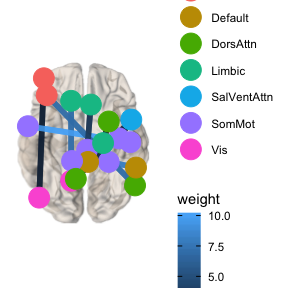 Default
DorsAttn
Limbic
SalVentAttn
SomMot
Vis
weight
10.0
7.5
5.0